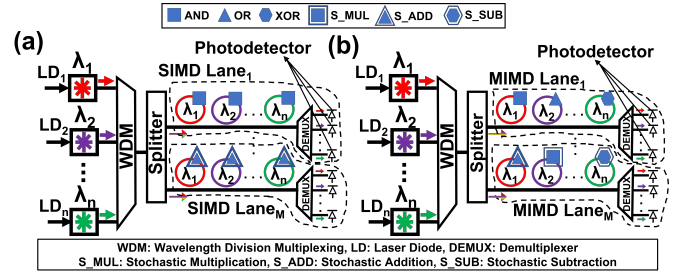 AND OR XOR S_MUL S_ADD S_SUB
(a) λ1 Photodetector (b) λ1 Photodetector
LD1 SIMD Lane1 LD1 MIMD Lane1
λ1 λ2 λn DEMUX λ1 λ2 λn DEMUX
λ2 λ2
LD2 WDM Splitter LD2 WDM Splitter
λ1 λ2 λn DEMUX λ1 λ2 λn DEMUX
λn λn
LDn SIMD LaneM LDn MIMD LaneM
WDM: Wavelength Division Multiplexing, LD: Laser Diode, DEMUX: Demultiplexer
S_MUL: Stochastic Multiplication, S_ADD: Stochastic Addition, S_SUB: Stochastic Subtraction